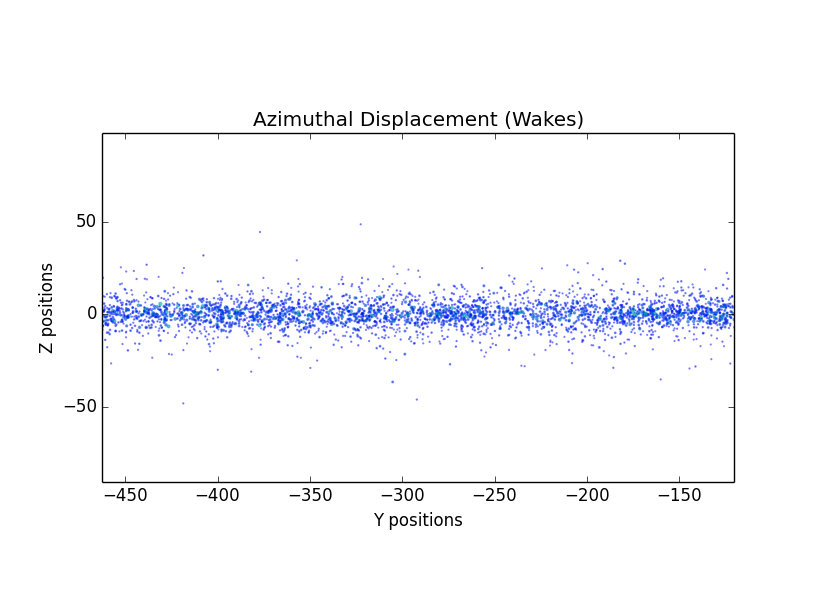 Azimuthal Displacement (Wakes)
50
0
−50
Z positions
−450 −400 −350 −300 −250 −200 −150
Y positions